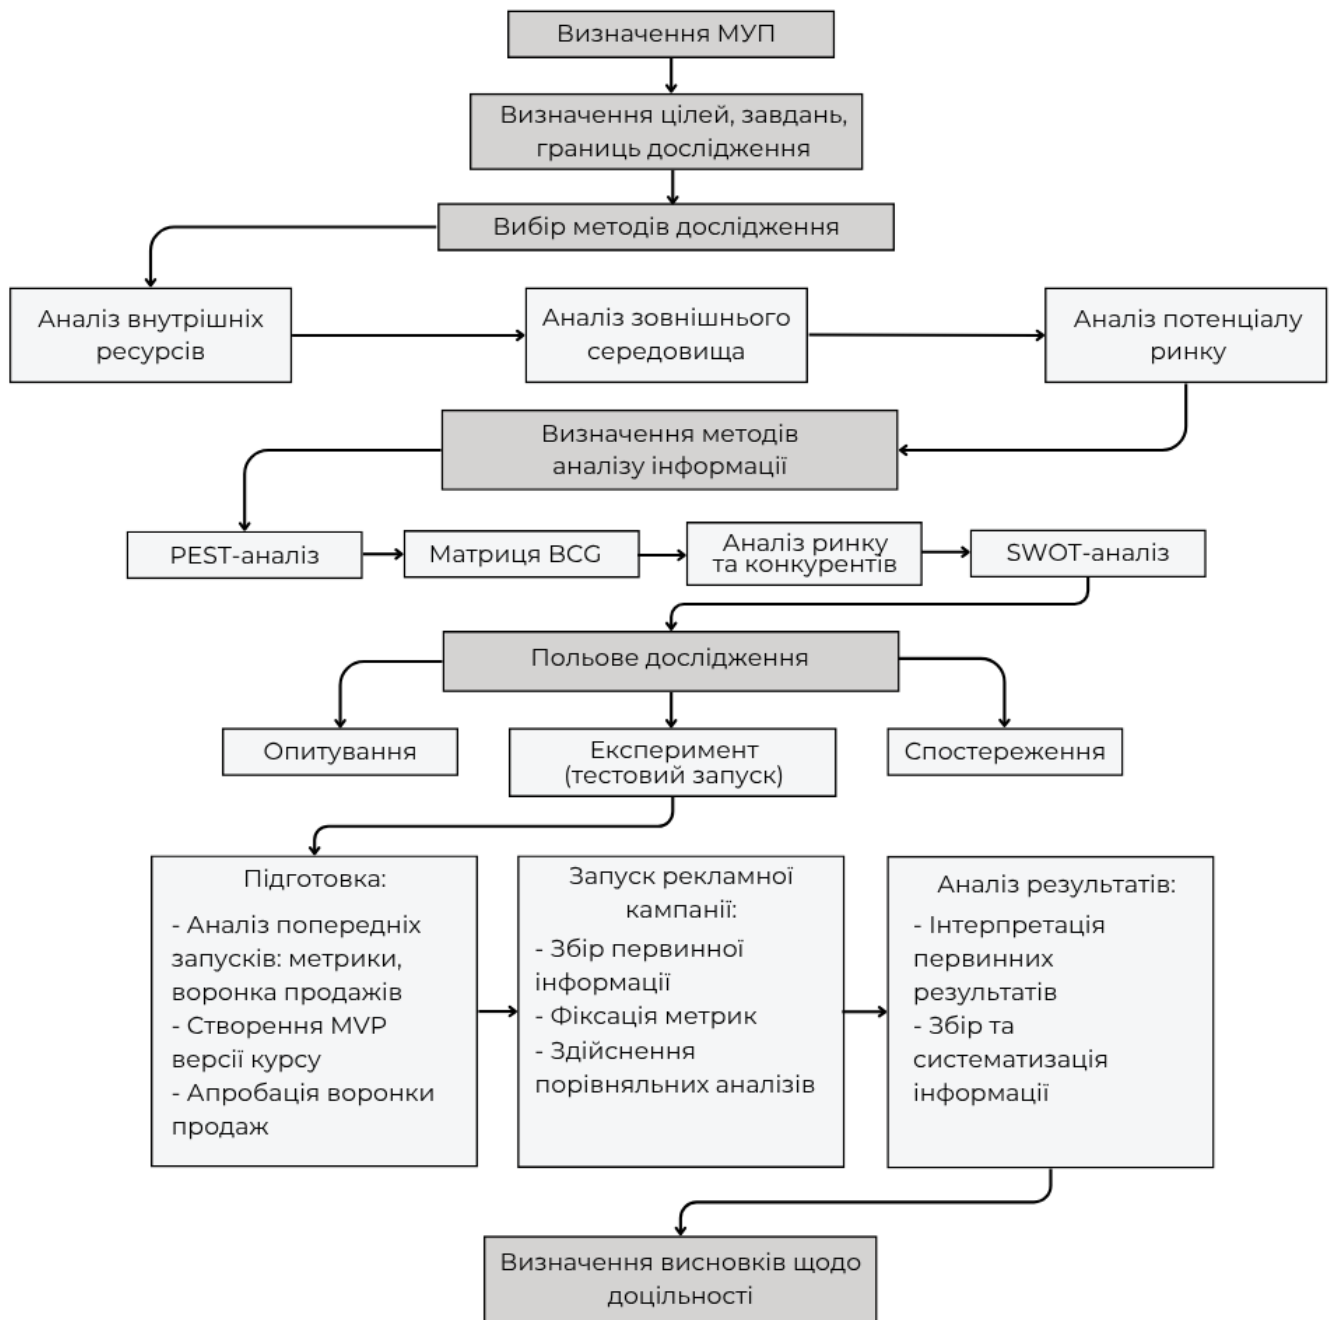 Визначення МУП
Визначення цілей, завдань,
границь дослідження
Вибір методів дослідження
Аналіз внутрішніх
ресурсів
Аналіз зовнішнього
середовища
Аналіз потенціалу
ринку
Визначення методів
аналізу інформації
PEST-аналіз
Матриця BCG
Аналіз ринку
та конкурентів
SWOT-аналіз
Польове дослідження
Опитування
Експеримент
(тестовий запуск)
Спостереження
Підготовка:
- Аналіз попередніх
запусків: метрики,
воронка продажів
- Створення MVP
версії курсу
- Апробація воронки
продаж
Запуск рекламної
кампанії:
- Збір первинної
інформації
- Фіксація метрик
- Здійснення
порівняльних аналізів
Аналіз результатів:
- Інтерпретація
первинних
результатів
- Збір та
систематизація
інформації
Визначення висновків щодо
доцільності